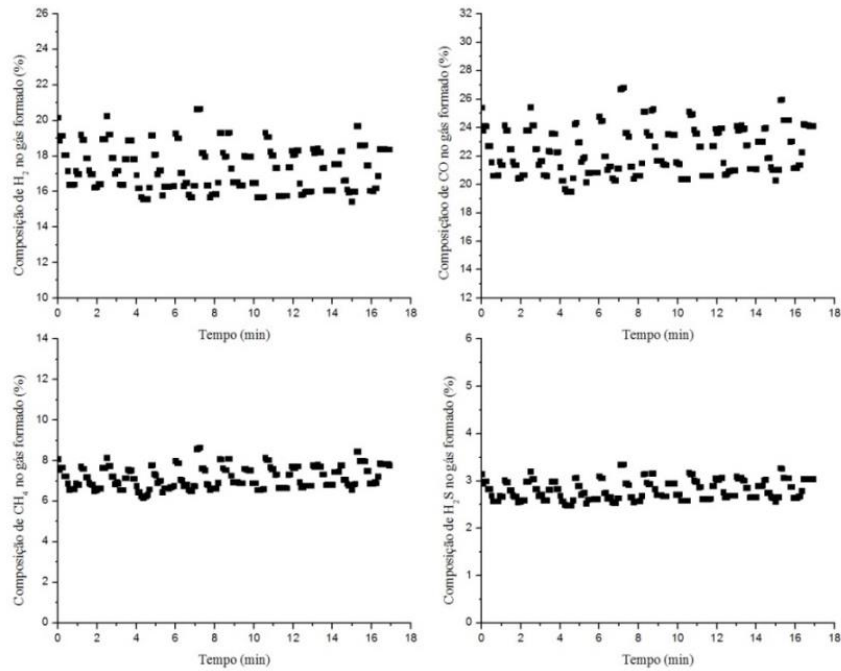 Composição de H₂ no gás formado (%)
26
24
22
20
18
16
14
12
10
0 2 4 6 8 10 12 14 16 18
Tempo (min)
Composiçãoo de CO no gás formado (%)
32
30
28
26
24
22
20
18
16
14
12
0 2 4 6 8 10 12 14 16 18
Tempo (min)
Composição de CH₄ no gás formado (%)
14
12
10
8
6
4
2
0
0 2 4 6 8 10 12 14 16 18
Tempo (min)
Composição de H₂S no gás formado (%)
6
5
4
3
2
1
0
0 2 4 6 8 10 12 14 16 18
Tempo (min)